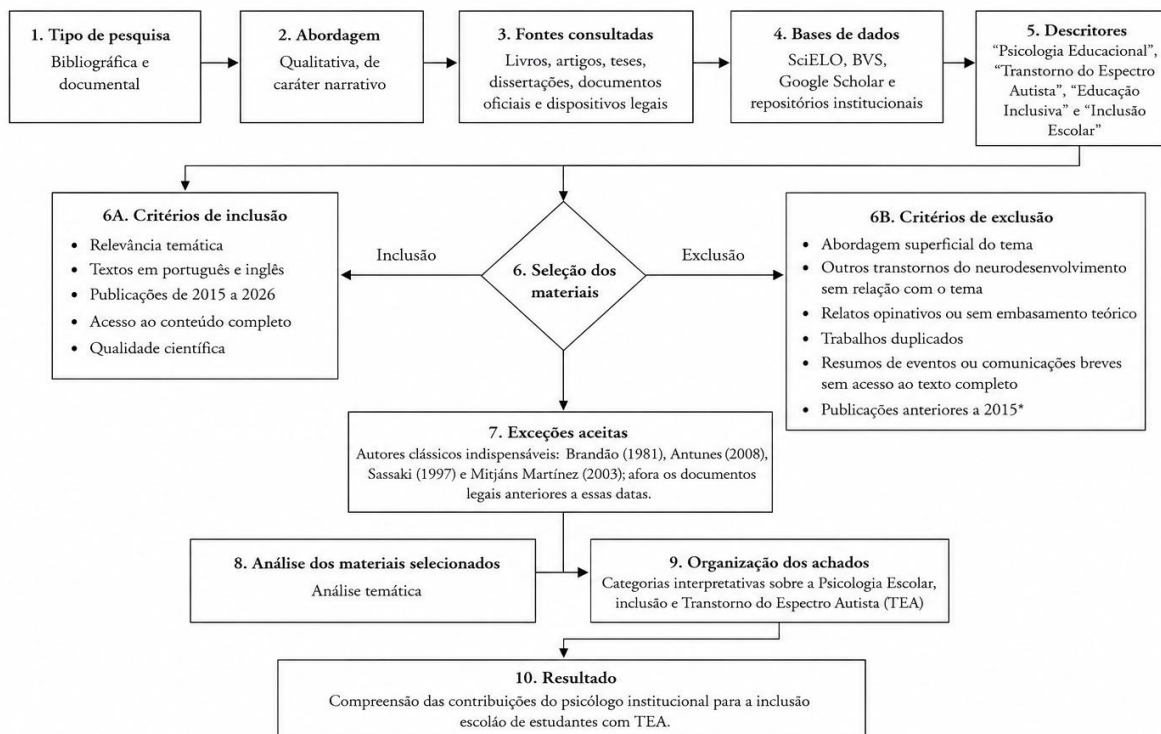 1. Tipo de pesquisa
Bibliográfica e
documental
2. Abordagem
Qualitativa, de
caráter narrativo
3. Fontes consultadas
Livros, artigos, teses,
dissertações, documentos
oficiais e dispositivos legais
4. Bases de dados
SciELO, BVS,
Google Scholar e
repositórios institucionais
5. Descritores
“Psicologia Educacional”,
“Transtorno do Espectro
Autista”, “Educação
Inclusiva” e “Inclusão
Escolar”
6A. Critérios de inclusão
• Relevância temática
• Textos em português e inglês
• Publicações de 2015 a 2026
• Acesso ao conteúdo completo
• Qualidade científica
Inclusão
6. Seleção dos
materiais
Exclusão
6B. Critérios de exclusão
• Abordagem superficial do tema
• Outros transtornos do neurodesenvolvimento
sem relação com o tema
• Relatos opinativos ou sem embasamento teórico
• Trabalhos duplicados
• Resumos de eventos ou comunicações breves
sem acesso ao texto completo
• Publicações anteriores a 2015*
7. Exceções aceitas
Autores clássicos indispensáveis: Brandão (1981), Antunes (2008),
Sassaki (1997) e Mitjáns Martínez (2003); afora os documentos
legais anteriores a essas datas.
8. Análise dos materiais selecionados
Análise temática
9. Organização dos achados
Categorias interpretativas sobre a Psicologia Escolar,
inclusão e Transtorno do Espectro Autista (TEA)
10. Resultado
Compreensão das contribuições do psicólogo institucional para a inclusão
escoláo de estudantes com TEA.